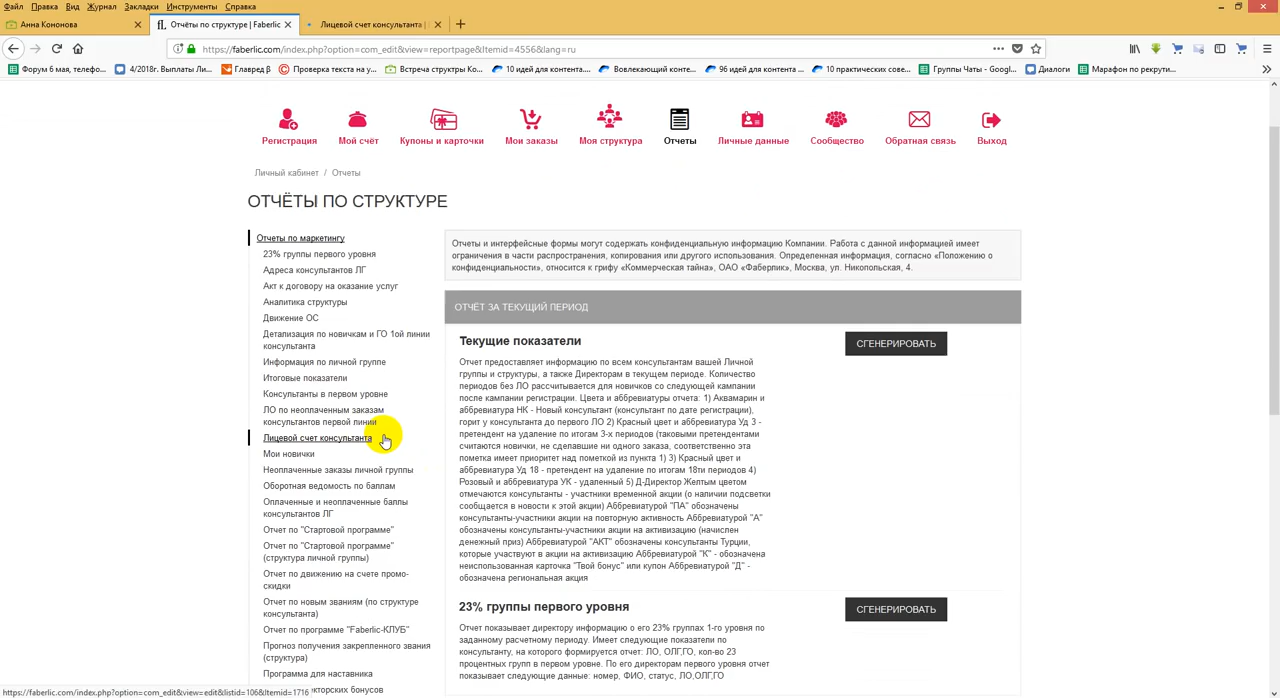 Файл Правка Вид Журнал Закладки Инструменты Справка
Анна Кононова
Отчёты по структуре | Faberlic
Лицевой счет консультанта |
https://faberlic.com/index.php?option=com_edit&view=reportpage&Itemid=4556&lang=ru
Форум 6 мая, телефо...
4/2018г. Выплаты Ли...
Главред β
Проверка текста на у...
Встреча структры Ко...
10 идей для контента....
Вовлекающий конте...
96 идей для контента ...
10 практических сове...
Группы Чаты - Googl...
Диалоги
Марафон по рекрути...
Регистрация
Мой счёт
Купоны и карточки
Мои заказы
Моя структура
Отчеты
Личные данные
Сообщество
Обратная связь
Выход
Личный кабинет / Отчеты
ОТЧЁТЫ ПО СТРУКТУРЕ
Отчеты по маркетингу
23% группы первого уровня
Адреса консультантов ЛГ
Акт к договору на оказание услуг
Аналитика структуры
Движение ОС
Детализация по новичкам и ГО 1ой линии
консультанта
Информация по личной группе
Итоговые показатели
Консультанты в первом уровне
ЛО по неоплаченным заказам
консультантов первой линии
Лицевой счет консультанта
Мои новички
Неоплаченные заказы личной группы
Оборотная ведомость по баллам
Оплаченные и неоплаченные баллы
консультантов ЛГ
Отчет по "Стартовой программе"
Отчет по "Стартовой программе"
(структура личной группы)
Отчет по движению на счете промо-
скидки
Отчет по новым званиям (по структуре
консультанта)
Отчет по программе "Faberlic-КЛУБ"
Прогноз получения закрепленного звания
(структура)
Программа для наставника
кторских бонусов
Отчеты и интерфейсные формы могут содержать конфиденциальную информацию Компании. Работа с данной информацией имеет
ограничения в части распространения, копирования или другого использования. Определенная информация, согласно «Положению о
конфиденциальности», относится к грифу «Коммерческая тайна», ОАО «Фаберлик», Москва, ул. Никольская, 4.
ОТЧЁТ ЗА ТЕКУЩИЙ ПЕРИОД
Текущие показатели
СГЕНЕРИРОВАТЬ
Отчет предоставляет информацию по всем консультантам вашей Личной
группы и структуры, а также Директорам в текущем периоде. Количество
периодов без ЛО рассчитывается для новичков со следующей кампании
после кампании регистрации. Цвета и аббревиатуры отчета: 1) Аквамарин и
аббревиатура НК - Новый консультант (консультант по дате регистрации),
горит у консультанта до первого ЛО 2) Красный цвет и аббревиатура Уд 3 -
претендент на удаление по итогам 3-х периодов (таковыми претендентами
считаются новички, не сделавшие ни одного заказа, соответственно эта
пометка имеет приоритет над пометкой из пункта 1) 3) Красный цвет и
аббревиатура Уд 18 - претендент на удаление по итогам 18ти периодов 4)
Розовый и аббревиатура УК - удаленный 5) Д-Директор Желтым цветом
отмечаются консультанты - участники временной акции (о наличии подсветки
сообщается в новости к этой акции) Аббревиатурой "ПА" обозначены
консультанты-участники акции на повторную активность Аббревиатурой "А"
обозначены консультанты-участники акции на активизацию (начислен
денежный приз) Аббревиатурой "АКТ" обозначены консультанты Турции,
которые участвуют в акции на активизацию Аббревиатурой "К" - обозначена
неиспользованная карточка "Твой бонус" или купон Аббревиатурой "Д" -
обозначена региональная акция
23% группы первого уровня
СГЕНЕРИРОВАТЬ
Отчет показывает директору информацию о его 23% группах 1-го уровня по
заданному расчетному периоду. Имеет следующие показатели по
консультанту, на которого формируется отчет: ЛО, ОЛГ,ГО, кол-во 23
процентных групп в первом уровне. По его директорам первого уровня отчет
показывает следующие данные: номер, ФИО, статус, ЛО,ОЛГ,ГО
https://faberlic.com/index.php?option=com_edit&view=edit&listid=106&Itemid=1716